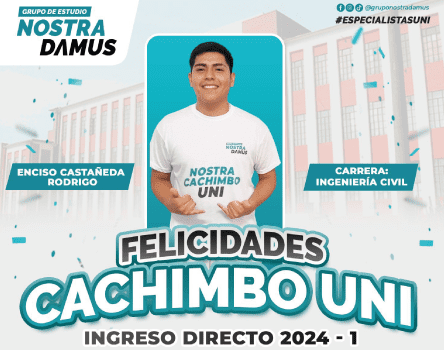 GRUPO DE ESTUDIO
NOSTRA
DAMUS
@gruponostradamus
#ESPECIALISTASUNI
ENCISO CASTAÑEDA
RODRIGO
NOSTRA
DAMUS
NOSTRA
CACHIMBO
UNI
CARRERA:
INGENIERÍA CIVIL
FELICIDADES
CACHIMBO UNI
INGRESO DIRECTO 2024 - 1